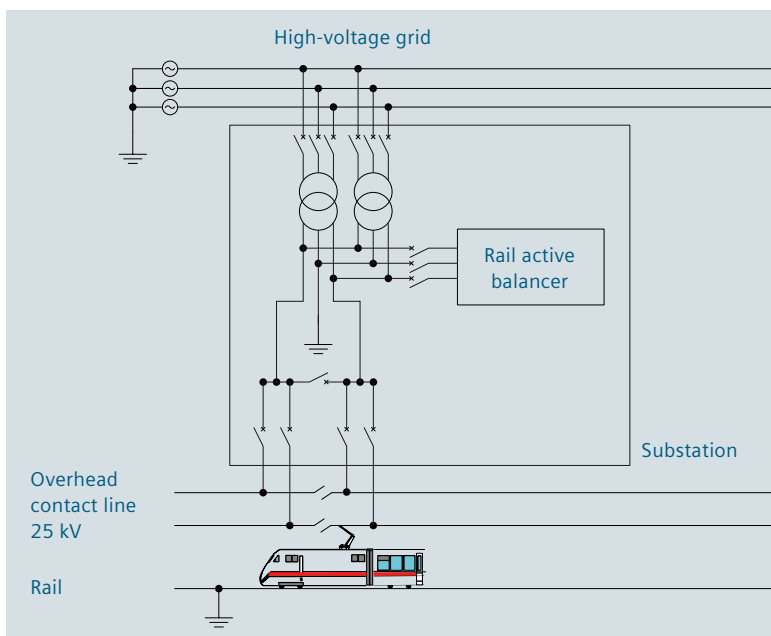 High-voltage grid
Rail active
balancer
Substation
Overhead
contact line
25 kV
Rail